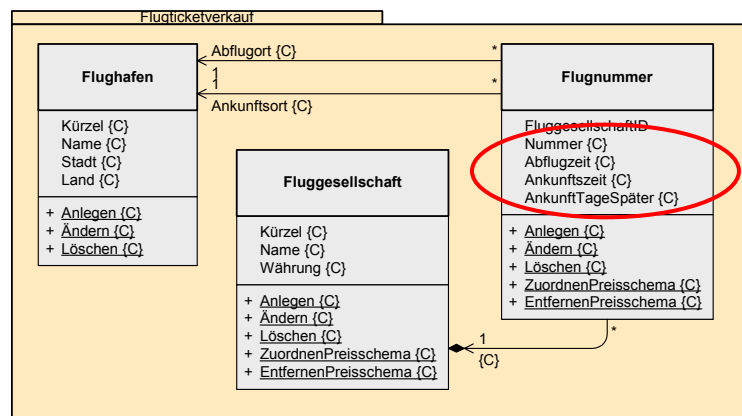 Flugticketverkauf
Flughafen
Kürzel {C}
Name {C}
Stadt {C}
Land {C}
+ Anlegen {C}
+ Ändern {C}
+ Löschen {C}
Abflugort {C}
*
1
1
*
Ankunftsort {C}
Flugnummer
FluggesellschaftID
Nummer {C}
Abflugzeit {C}
Ankunftszeit {C}
AnkunftTageSpäter {C}
+ Anlegen {C}
+ Ändern {C}
+ Löschen {C}
+ ZuordnenPreisschema {C}
+ EntfernenPreisschema {C}
Fluggesellschaft
Kürzel {C}
Name {C}
Währung {C}
+ Anlegen {C}
+ Ändern {C}
+ Löschen {C}
+ ZuordnenPreisschema {C}
+ EntfernenPreisschema {C}
1
*
{C}